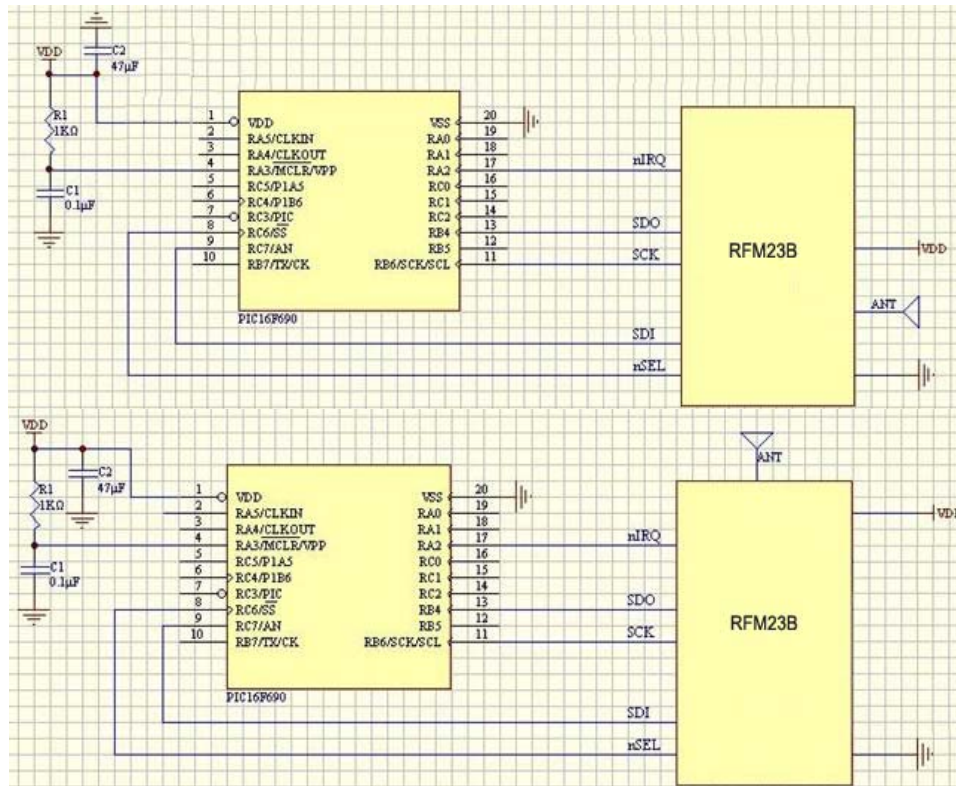 C2
47µF
VDD
R1
1KΩ
C1
0.1µF
1 VDD VSS 20
2 RA5/CLKIN RA0 19
3 RA4/CLKOUT RA1 18
4 RA3/MCLR/VPP RA2 17
5 RC5/P1A5 RC0 16
6 RC4/P1B6 RC1 15
7 RC3/PIC RC2 14
8 RC6/SS RB4 13
9 RC7/AN RB5 12
10 RB7/TX/CK RB6/SCK/SCL 11
PIC16F690
nIRQ
SDO
SCK
SDI
nSEL
RFM23B
VDD
ANT
VDD
C2
47µF
R1
1KΩ
C1
0.1µF
1 VDD VSS 20
2 RA5/CLKIN RA0 19
3 RA4/CLKOUT RA1 18
4 RA3/MCLR/VPP RA2 17
5 RC5/P1A5 RC0 16
6 RC4/P1B6 RC1 15
7 RC3/PIC RC2 14
8 RC6/SS RB4 13
9 RC7/AN RB5 12
10 RB7/TX/CK RB6/SCK/SCL 11
PIC16F690
nIRQ
SDO
SCK
SDI
nSEL
ANT
RFM23B